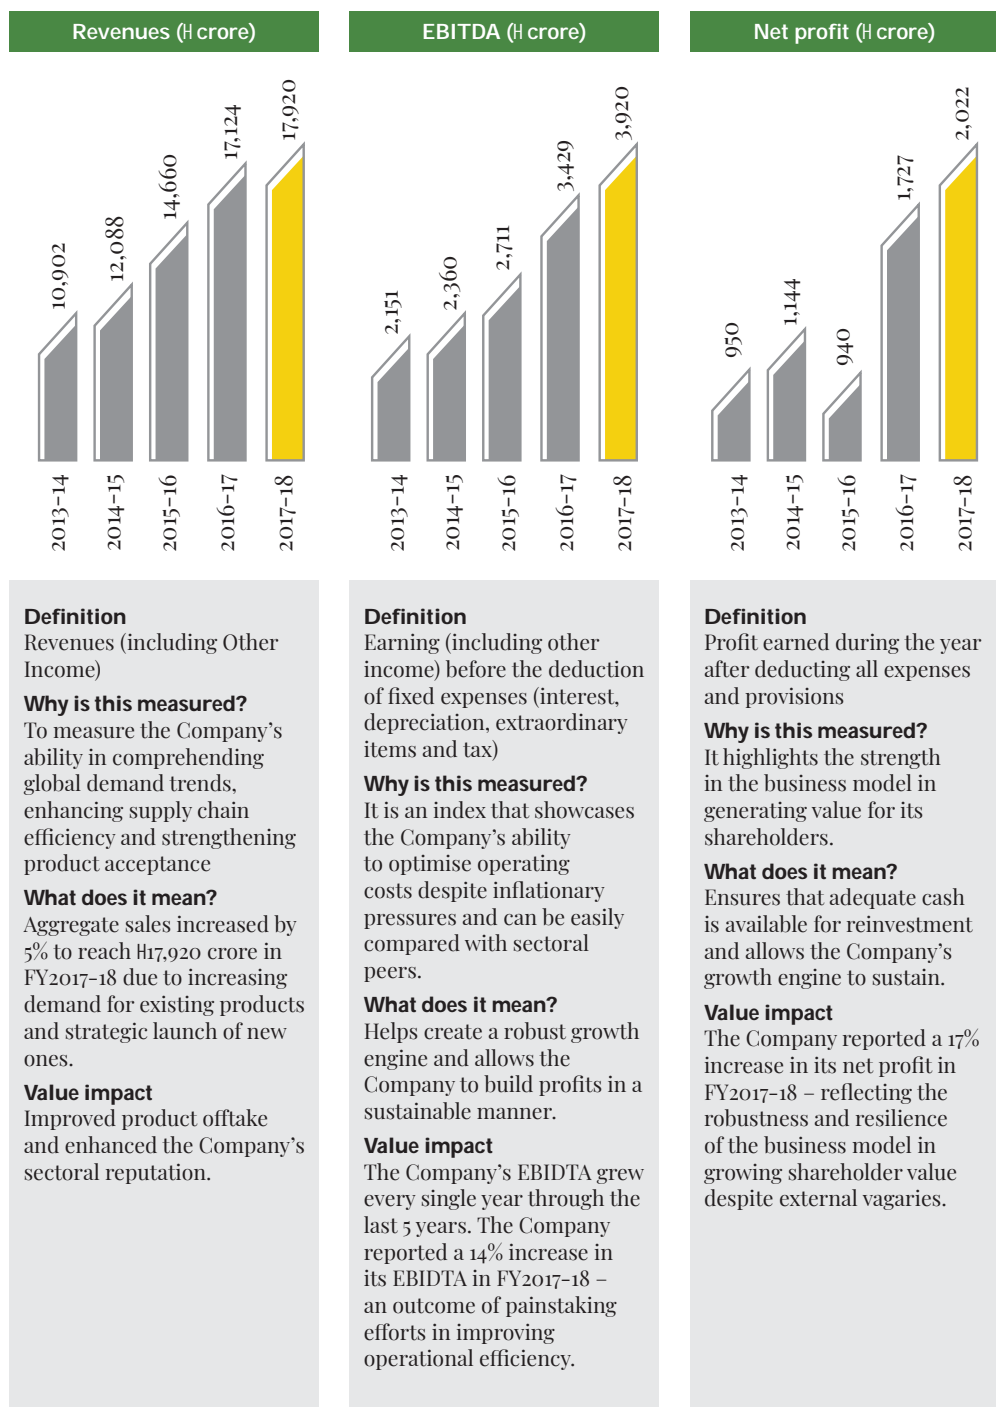 Revenues (H crore)
10,902
12,088
14,660
17,124
17,920
2013-14
2014-15
2015-16
2016-17
2017-18
Definition
Revenues (including Other
Income)
Why is this measured?
To measure the Company's
ability in comprehending
global demand trends,
enhancing supply chain
efficiency and strengthening
product acceptance
What does it mean?
Aggregate sales increased by
5% to reach H17,920 crore in
FY2017-18 due to increasing
demand for existing products
and strategic launch of new
ones.
Value impact
Improved product offtake
and enhanced the Company's
sectoral reputation.
EBITDA (H crore)
2,151
2,360
2,711
3,429
3,920
2013-14
2014-15
2015-16
2016-17
2017-18
Definition
Earning (including other
income) before the deduction
of fixed expenses (interest,
depreciation, extraordinary
items and tax)
Why is this measured?
It is an index that showcases
the Company's ability
to optimise operating
costs despite inflationary
pressures and can be easily
compared with sectoral
peers.
What does it mean?
Helps create a robust growth
engine and allows the
Company to build profits in a
sustainable manner.
Value impact
The Company's EBIDTA grew
every single year through the
last 5 years. The Company
reported a 14% increase in
its EBIDTA in FY2017-18 –
an outcome of painstaking
efforts in improving
operational efficiency.
Net profit (H crore)
950
1,144
940
1,727
2,022
2013-14
2014-15
2015-16
2016-17
2017-18
Definition
Profit earned during the year
after deducting all expenses
and provisions
Why is this measured?
It highlights the strength
in the business model in
generating value for its
shareholders.
What does it mean?
Ensures that adequate cash
is available for reinvestment
and allows the Company's
growth engine to sustain.
Value impact
The Company reported a 17%
increase in its net profit in
FY2017-18 – reflecting the
robustness and resilience
of the business model in
growing shareholder value
despite external vagaries.